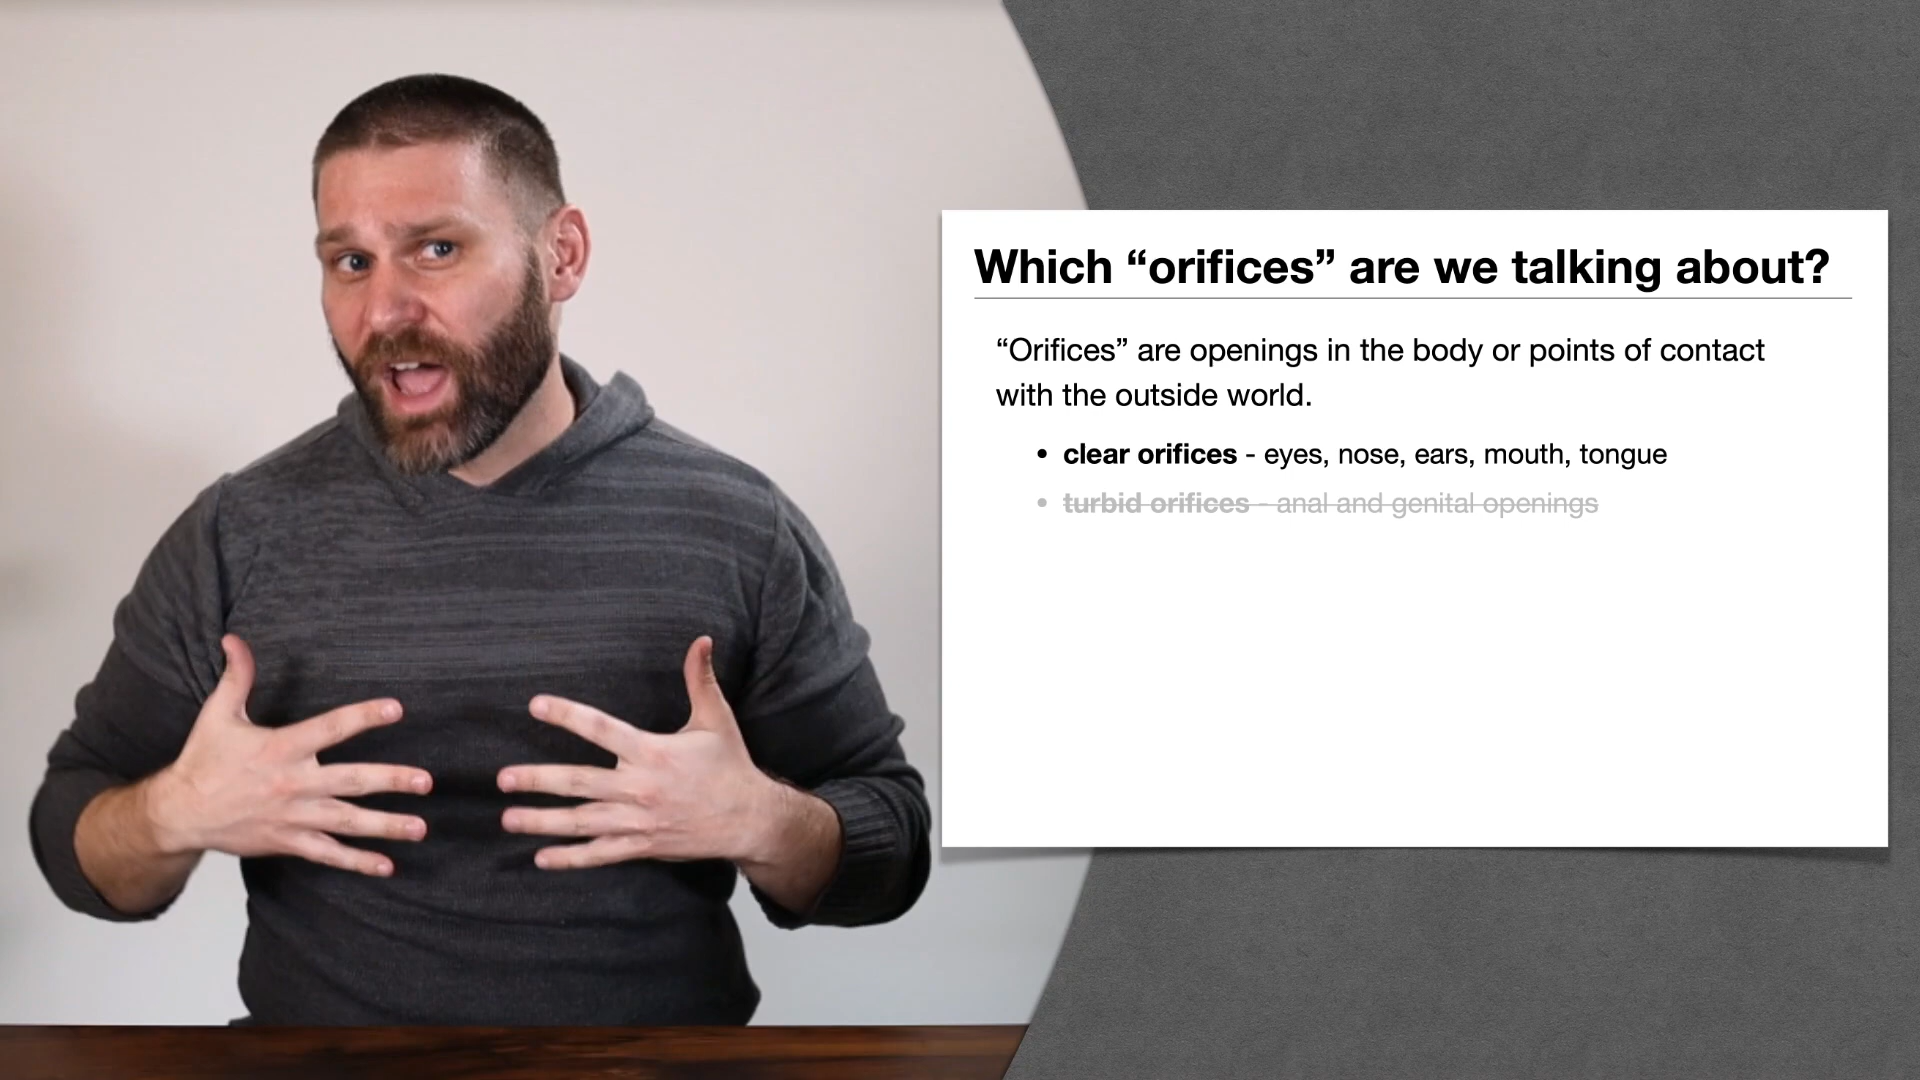 Which “orifices” are we talking about?
“Orifices” are openings in the body or points of contact
with the outside world.
• clear orifices - eyes, nose, ears, mouth, tongue
• turbid orifices - anal and genital openings